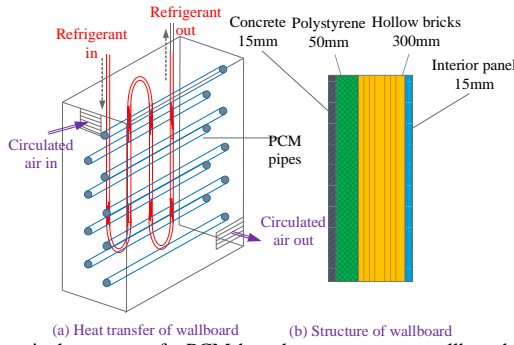 Refrigerant
in
Refrigerant
out
Circulated
air in
PCM
pipes
Circulated
air out
(a) Heat transfer of wallboard
Concrete
15mm
Polystyrene
50mm
Hollow bricks
300mm
Interior panel
15mm
(b) Structure of wallboard